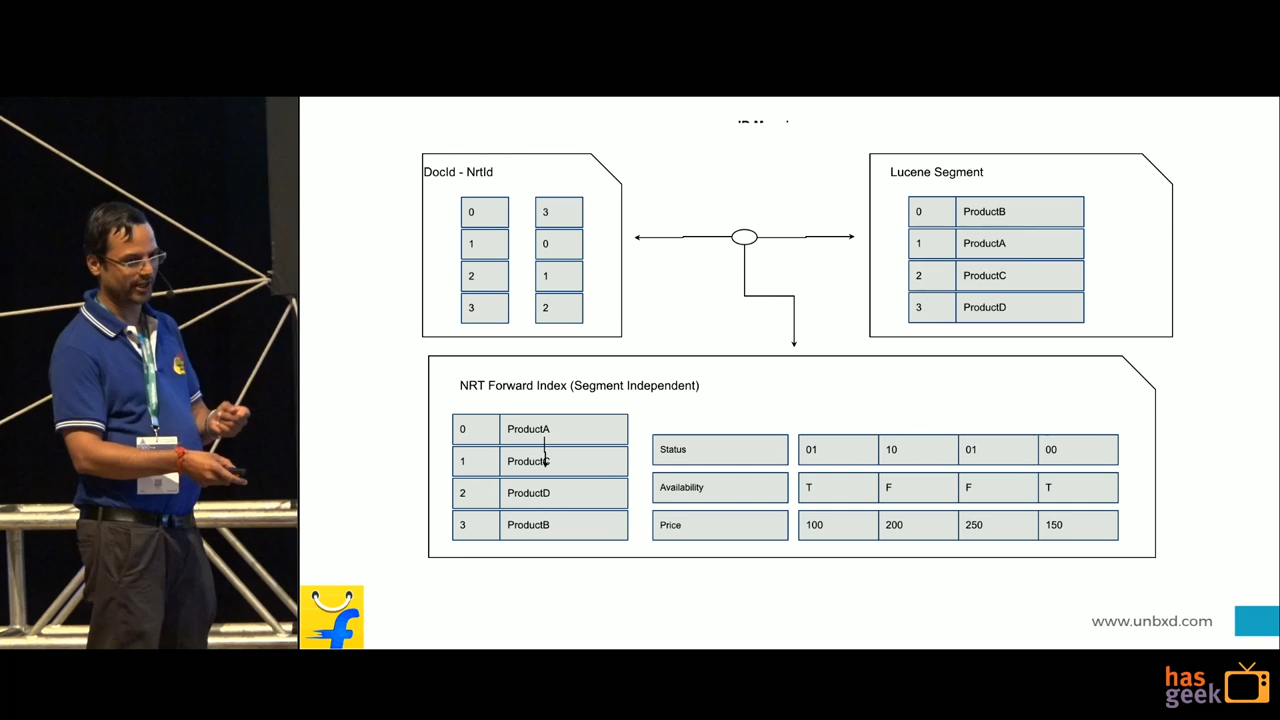 DocId - NrtId
0 3
1 0
2 1
3 2
Lucene Segment
0 ProductB
1 ProductA
2 ProductC
3 ProductD
NRT Forward Index (Segment Independent)
0 ProductA
1 ProductC
2 ProductD
3 ProductB
Status 01 10 01 00
Availability T F F T
Price 100 200 250 150
www.unbxd.com
has
geek